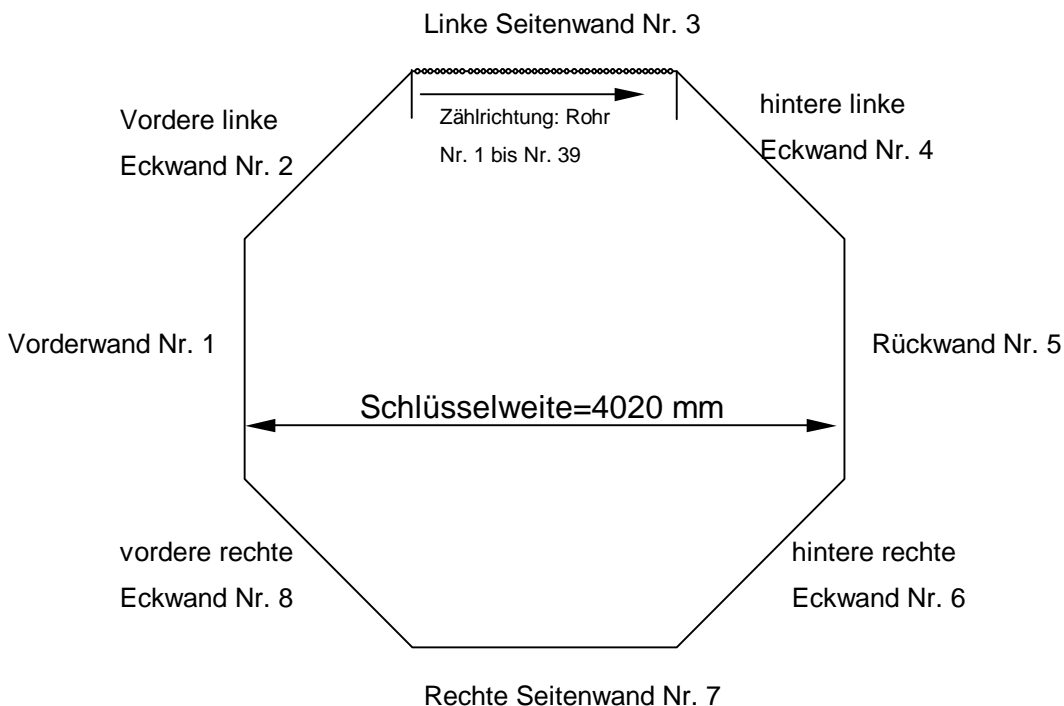 Linke Seitenwand Nr. 3
Vordere linke
Eckwand Nr. 2
Zählrichtung: Rohr
Nr. 1 bis Nr. 39
hintere linke
Eckwand Nr. 4
Vorderwand Nr. 1
Rückwand Nr. 5
Schlüsselweite=4020 mm
vordere rechte
Eckwand Nr. 8
hintere rechte
Eckwand Nr. 6
Rechte Seitenwand Nr. 7